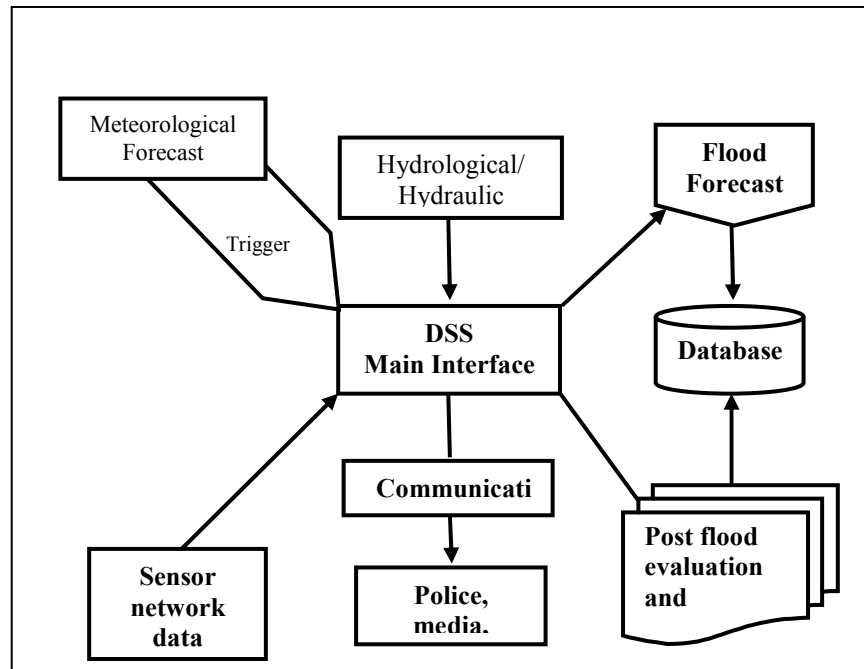 Meteorological
Forecast
Hydrological/
Hydraulic
Flood
Forecast
Trigger
DSS
Main Interface
Database
Communicati
Sensor
network
data
Police,
media,
Post flood
evaluation
and